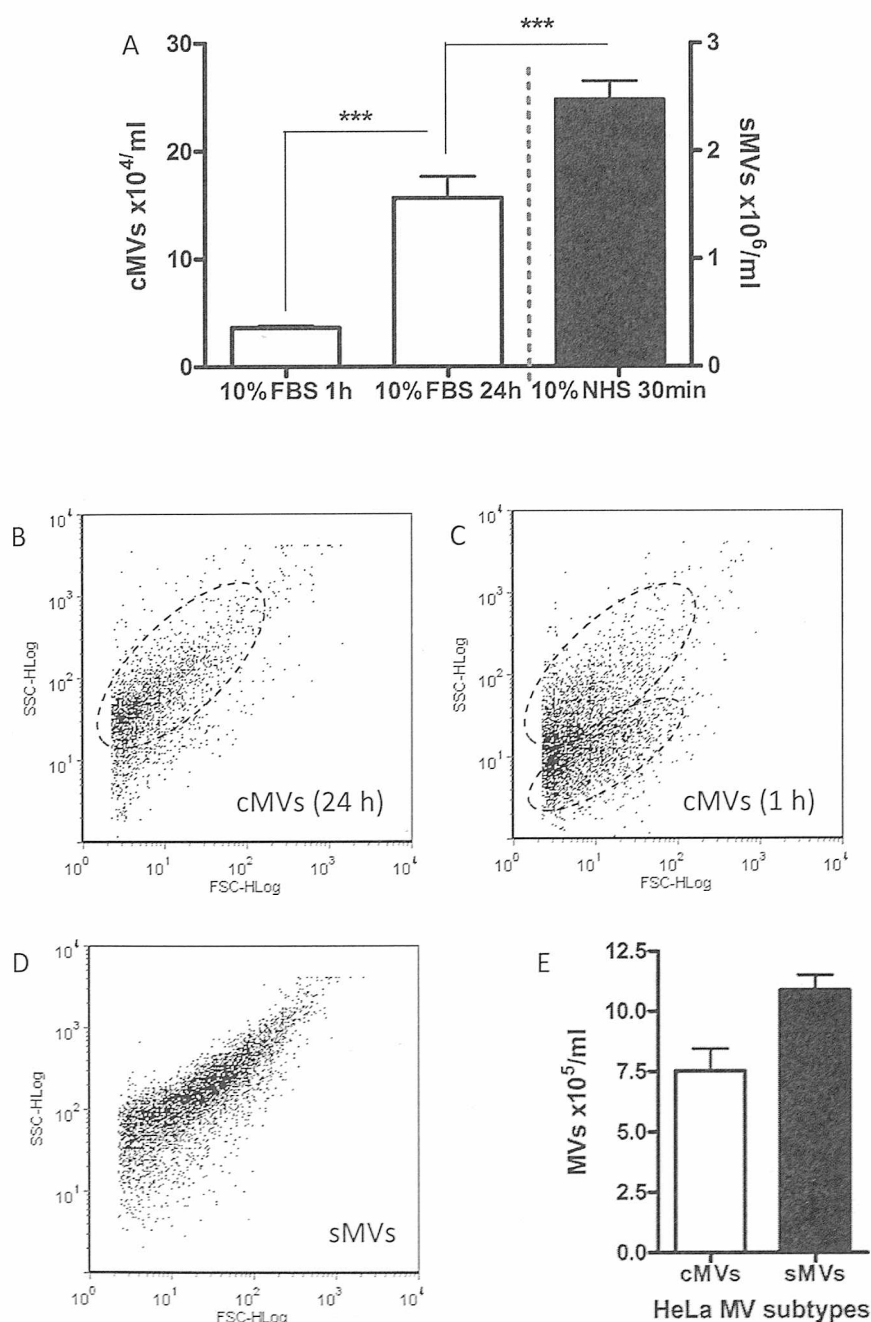 A
***
***
30
20
10
0
cMVs x10⁴/ml
3
2
1
0
sMVs x10⁶/ml
10%FBS 1h
10%FBS 24h
10%NHS 30min
B
10⁴
10³
10²
10¹
SSC-HLog
cMVs (24 h)
10⁰
10¹
10²
10³
10⁴
FSC-HLog
C
10⁴
10³
10²
10¹
SSC-HLog
cMVs (1 h)
10⁰
10¹
10²
10³
10⁴
FSC-HLog
D
10⁴
10³
10²
10¹
SSC-HLog
sMVs
10⁰
10¹
10²
10³
10⁴
FSC-HLog
E
12.5
10.0
7.5
5.0
2.5
0.0
MVs x10⁵/ml
cMVs
sMVs
HeLa MV subtypes